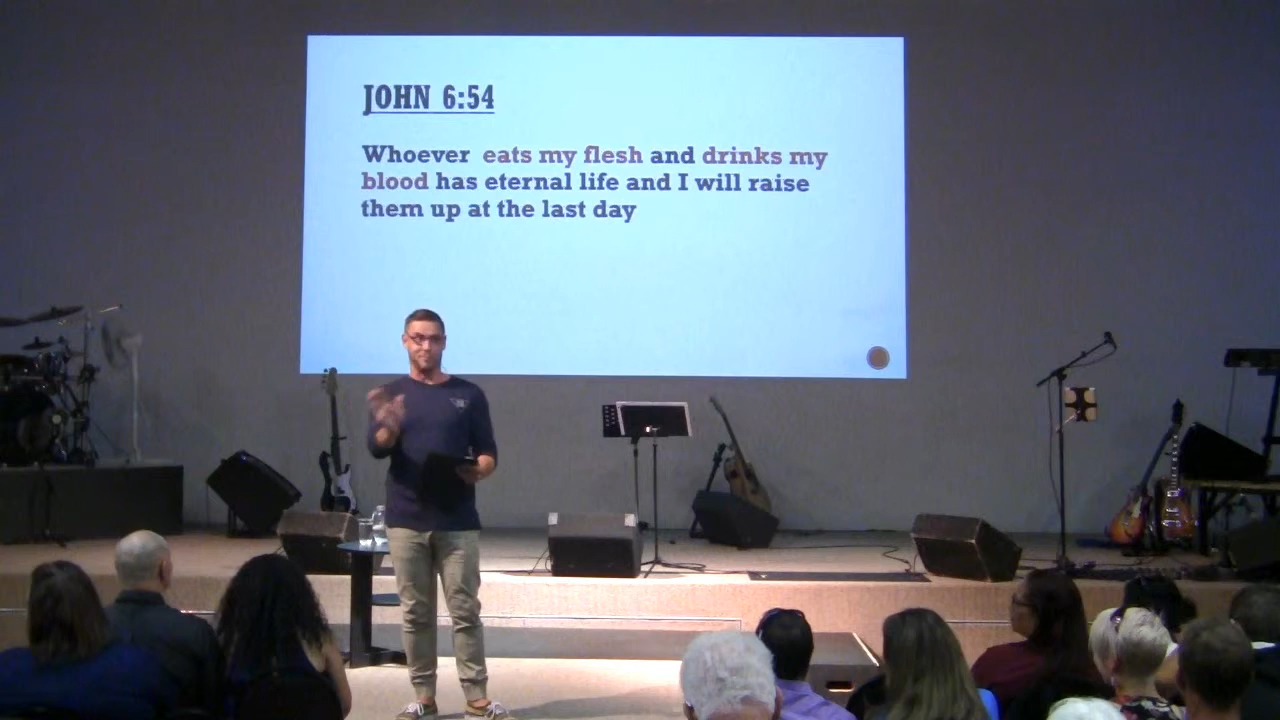 JOHN 6:54
Whoever eats my flesh and drinks my
blood has eternal life and I will raise
them up at the last day